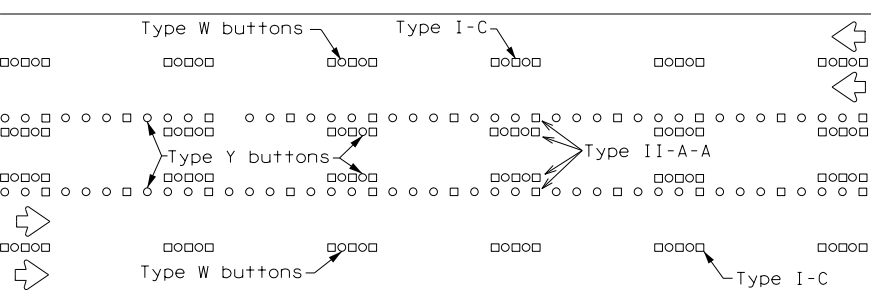 Type W buttons
Type I-C
Type Y buttons
Type II-A-A
Type W buttons
Type I-C